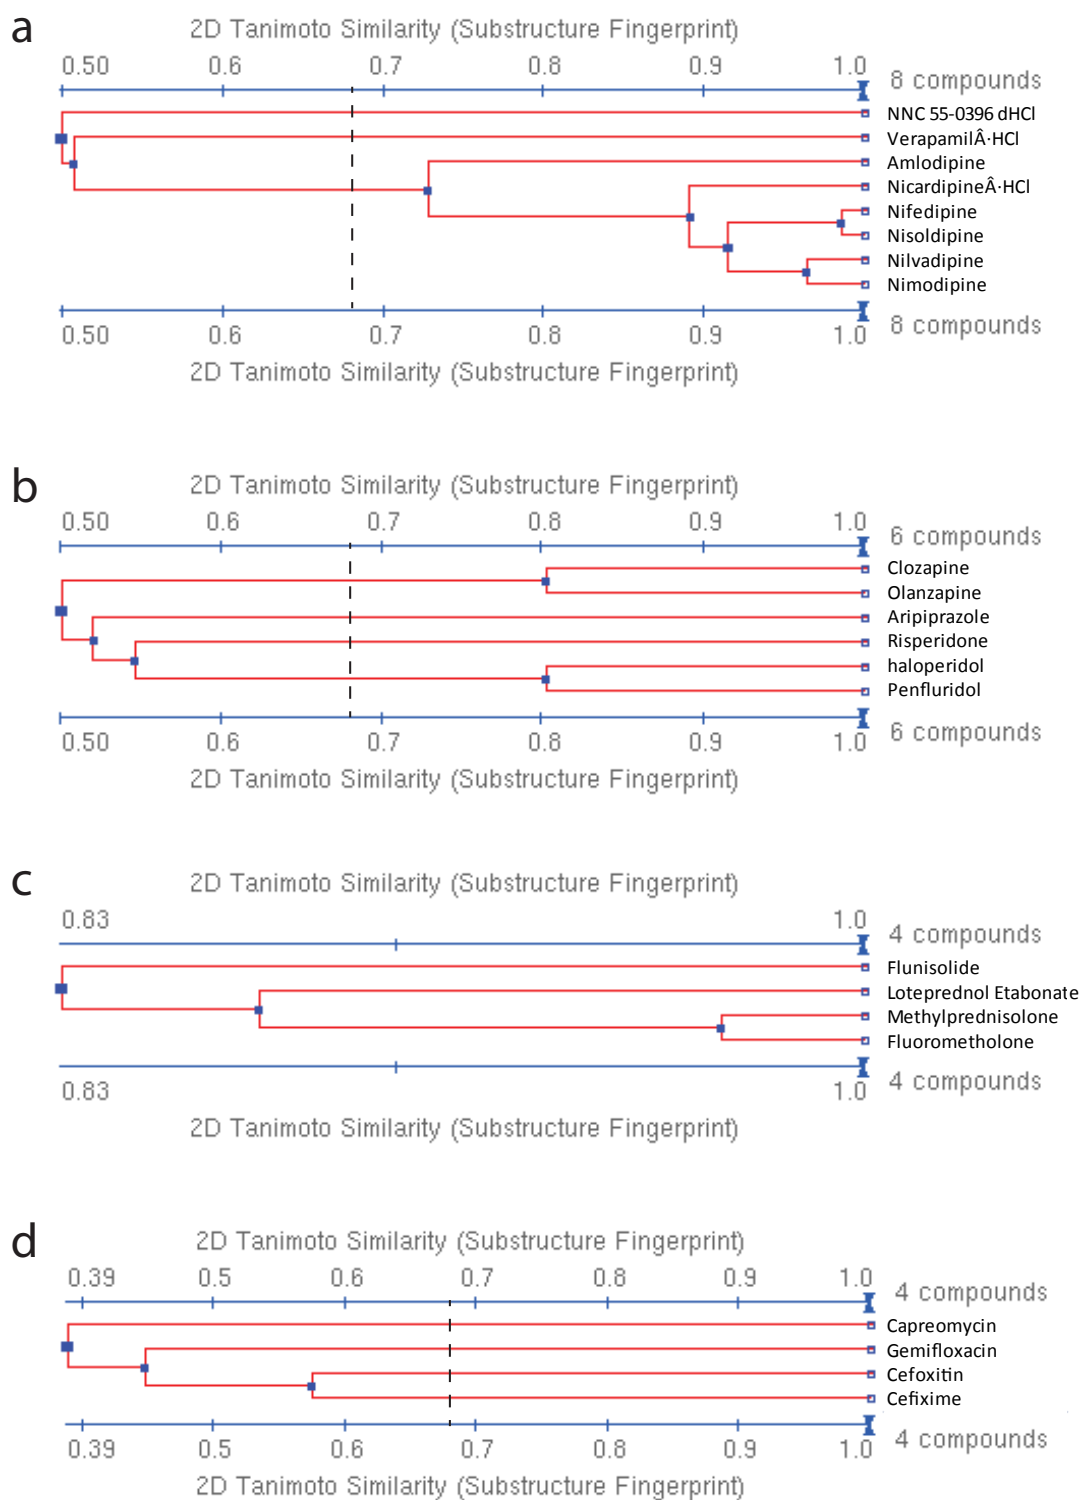 a
2D Tanimoto Similarity (Substructure Fingerprint)
0.50 0.6 0.7 0.8 0.9 1.0
8 compounds
NNC 55-0396 dHCl
VerapamilÂ·HCl
Amlodipine
NicardipineÂ·HCl
Nifedipine
Nisoldipine
Nilvadipine
Nimodipine
0.50 0.6 0.7 0.8 0.9 1.0
8 compounds
2D Tanimoto Similarity (Substructure Fingerprint)
b
2D Tanimoto Similarity (Substructure Fingerprint)
0.50 0.6 0.7 0.8 0.9 1.0
6 compounds
Clozapine
Olanzapine
Aripiprazole
Risperidone
haloperidol
Penfluridol
0.50 0.6 0.7 0.8 0.9 1.0
6 compounds
2D Tanimoto Similarity (Substructure Fingerprint)
c
2D Tanimoto Similarity (Substructure Fingerprint)
0.83 1.0
4 compounds
Flunisolide
Loteprednol Etabonate
Methylprednisolone
Fluorometholone
0.83 1.0
4 compounds
2D Tanimoto Similarity (Substructure Fingerprint)
d
2D Tanimoto Similarity (Substructure Fingerprint)
0.39 0.5 0.6 0.7 0.8 0.9 1.0
4 compounds
Capreomycin
Gemifloxacin
Cefoxitin
Cefixime
0.39 0.5 0.6 0.7 0.8 0.9 1.0
4 compounds
2D Tanimoto Similarity (Substructure Fingerprint)